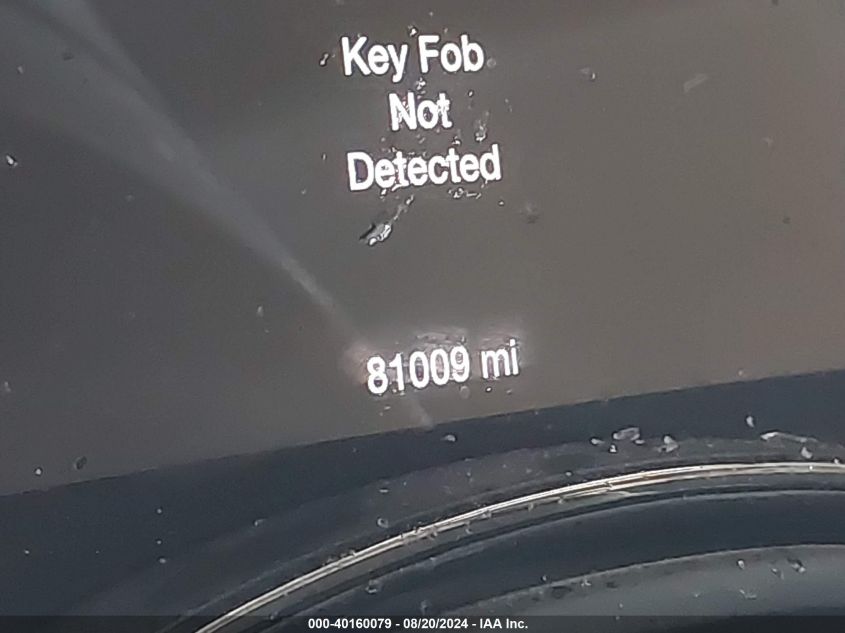 Key Fob
Not
Detected
81009 mi
000-40160079 - 08/20/2024 - IAA Inc.